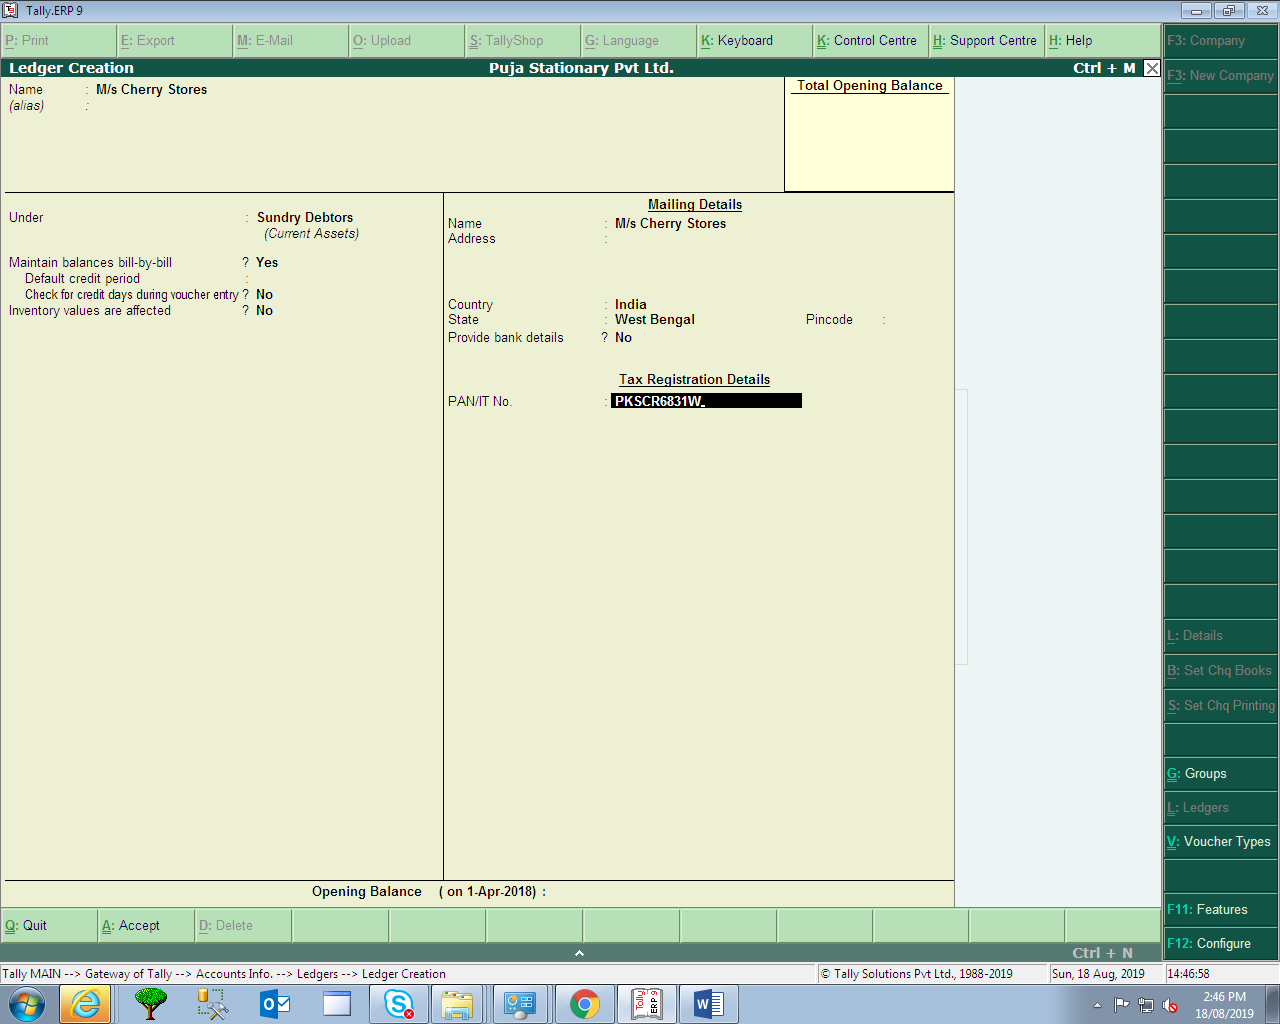 Tally.ERP 9
P: Print E: Export M: E-Mail O: Upload S: TallyShop G: Language K: Keyboard K: Control Centre H: Support Centre H: Help
Ledger Creation Puja Stationary Pvt Ltd. Ctrl + M
Name : M/s Cherry Stores
(alias) :
Total Opening Balance
Under : Sundry Debtors
(Current Assets)
Maintain balances bill-by-bill ? Yes
Default credit period :
Check for credit days during voucher entry ? No
Inventory values are affected ? No
Mailing Details
Name : M/s Cherry Stores
Address :
Country : India
State : West Bengal Pincode :
Provide bank details ? No
Tax Registration Details
PAN/IT No. : PKSCR6831W
Opening Balance ( on 1-Apr-2018) :
F3: Company
F3: New Company
L: Details
B: Set Chq Books
S: Set Chq Printing
G: Groups
L: Ledgers
V: Voucher Types
F11: Features
F12: Configure
Q: Quit A: Accept D: Delete
Ctrl + N
Tally MAIN --> Gateway of Tally --> Accounts Info. --> Ledgers --> Ledger Creation © Tally Solutions Pvt Ltd., 1988-2019 Sun, 18 Aug, 2019 14:46:58
Tally
ERP 9
2:46 PM
18/08/2019